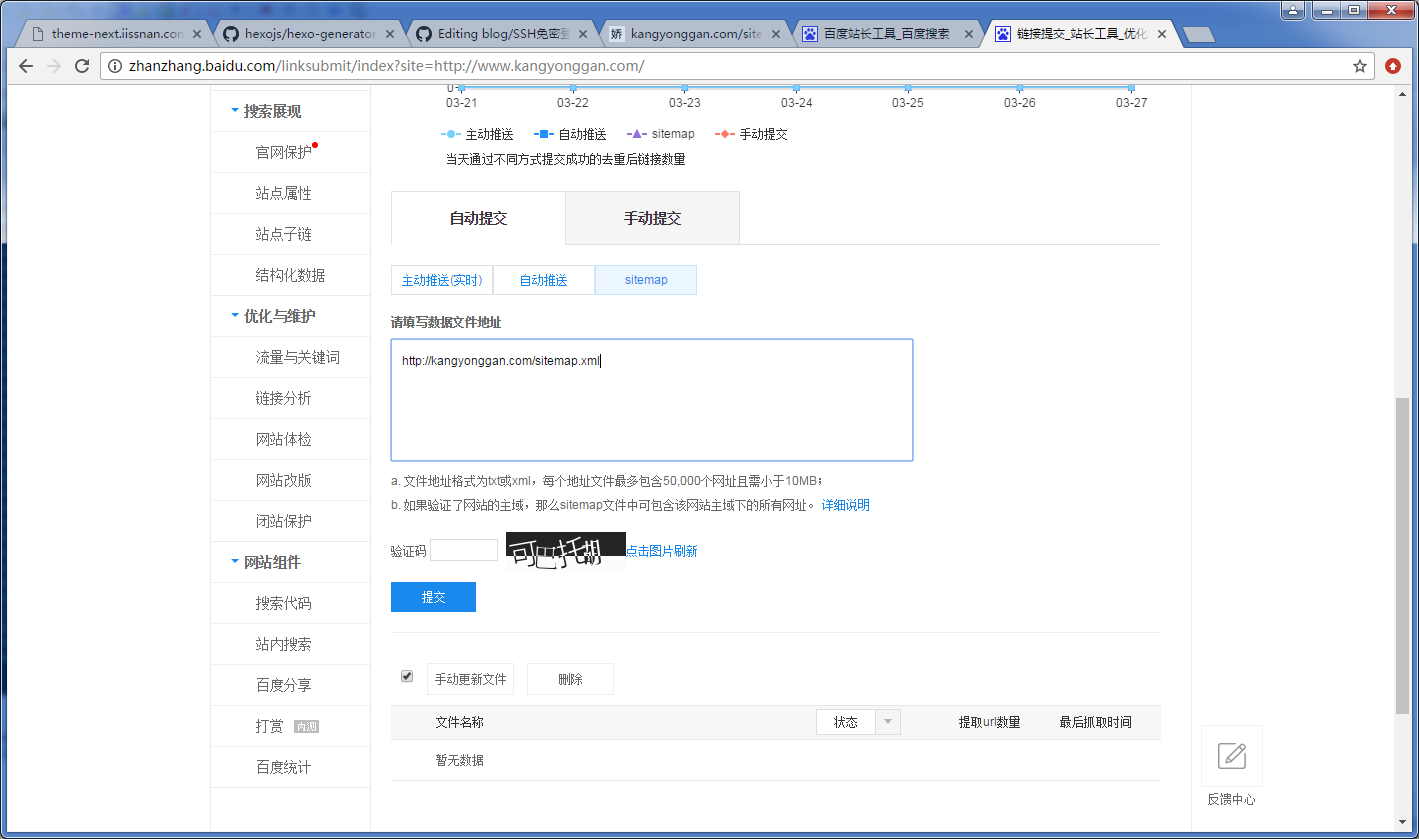 theme-next.iissnan.com
hexojs/hexo-generator
Editing blog/SSH免密登
娇 kangyonggan.com/site
百度站长工具_百度搜索
链接提交_站长工具_优化
zhanzhang.baidu.com/linksubmit/index?site=http://www.kangyonggan.com/
搜索展现
官网保护
站点属性
站点子链
结构化数据
优化与维护
流量与关键词
链接分析
网站体检
网站改版
闭站保护
网站组件
搜索代码
站内搜索
百度分享
打赏 内测
百度统计
0
03-21 03-22 03-23 03-24 03-25 03-26 03-27
主动推送 自动推送 sitemap 手动提交
当天通过不同方式提交成功的去重后链接数量
自动提交 手动提交
主动推送(实时) 自动推送 sitemap
请填写数据文件地址
http://kangyonggan.com/sitemap.xml
a. 文件地址格式为txt或xml，每个地址文件最多包含50,000个网址且需小于10MB；
b. 如果验证了网站的主域，那么sitemap文件中可包含该网站主域下的所有网址。 详细说明
验证码 可巴托胡 点击图片刷新
提交
手动更新文件 删除
文件名称 状态 提取url数量 最后抓取时间
暂无数据
反馈中心